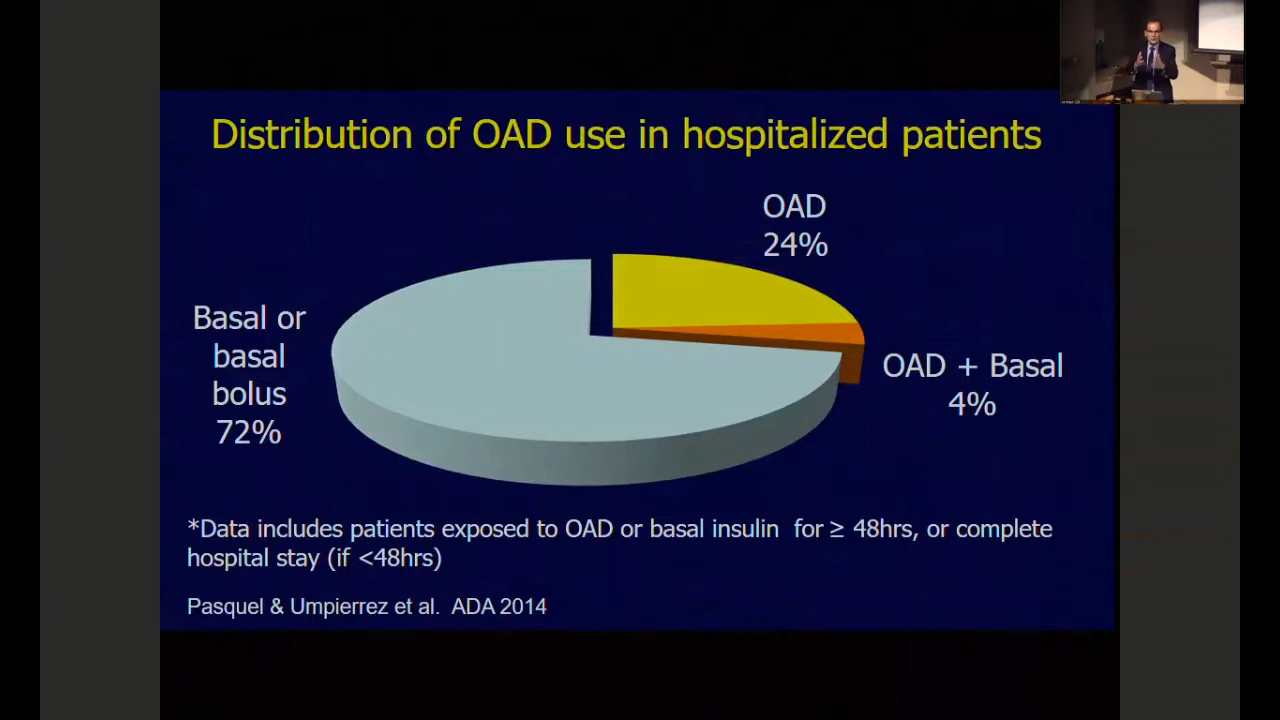 Distribution of OAD use in hospitalized patients
OAD
24%
Basal or
basal
bolus
72%
OAD + Basal
4%
*Data includes patients exposed to OAD or basal insulin for ≥ 48hrs, or complete
hospital stay (if <48hrs)
Pasquel & Umpierrez et al. ADA 2014